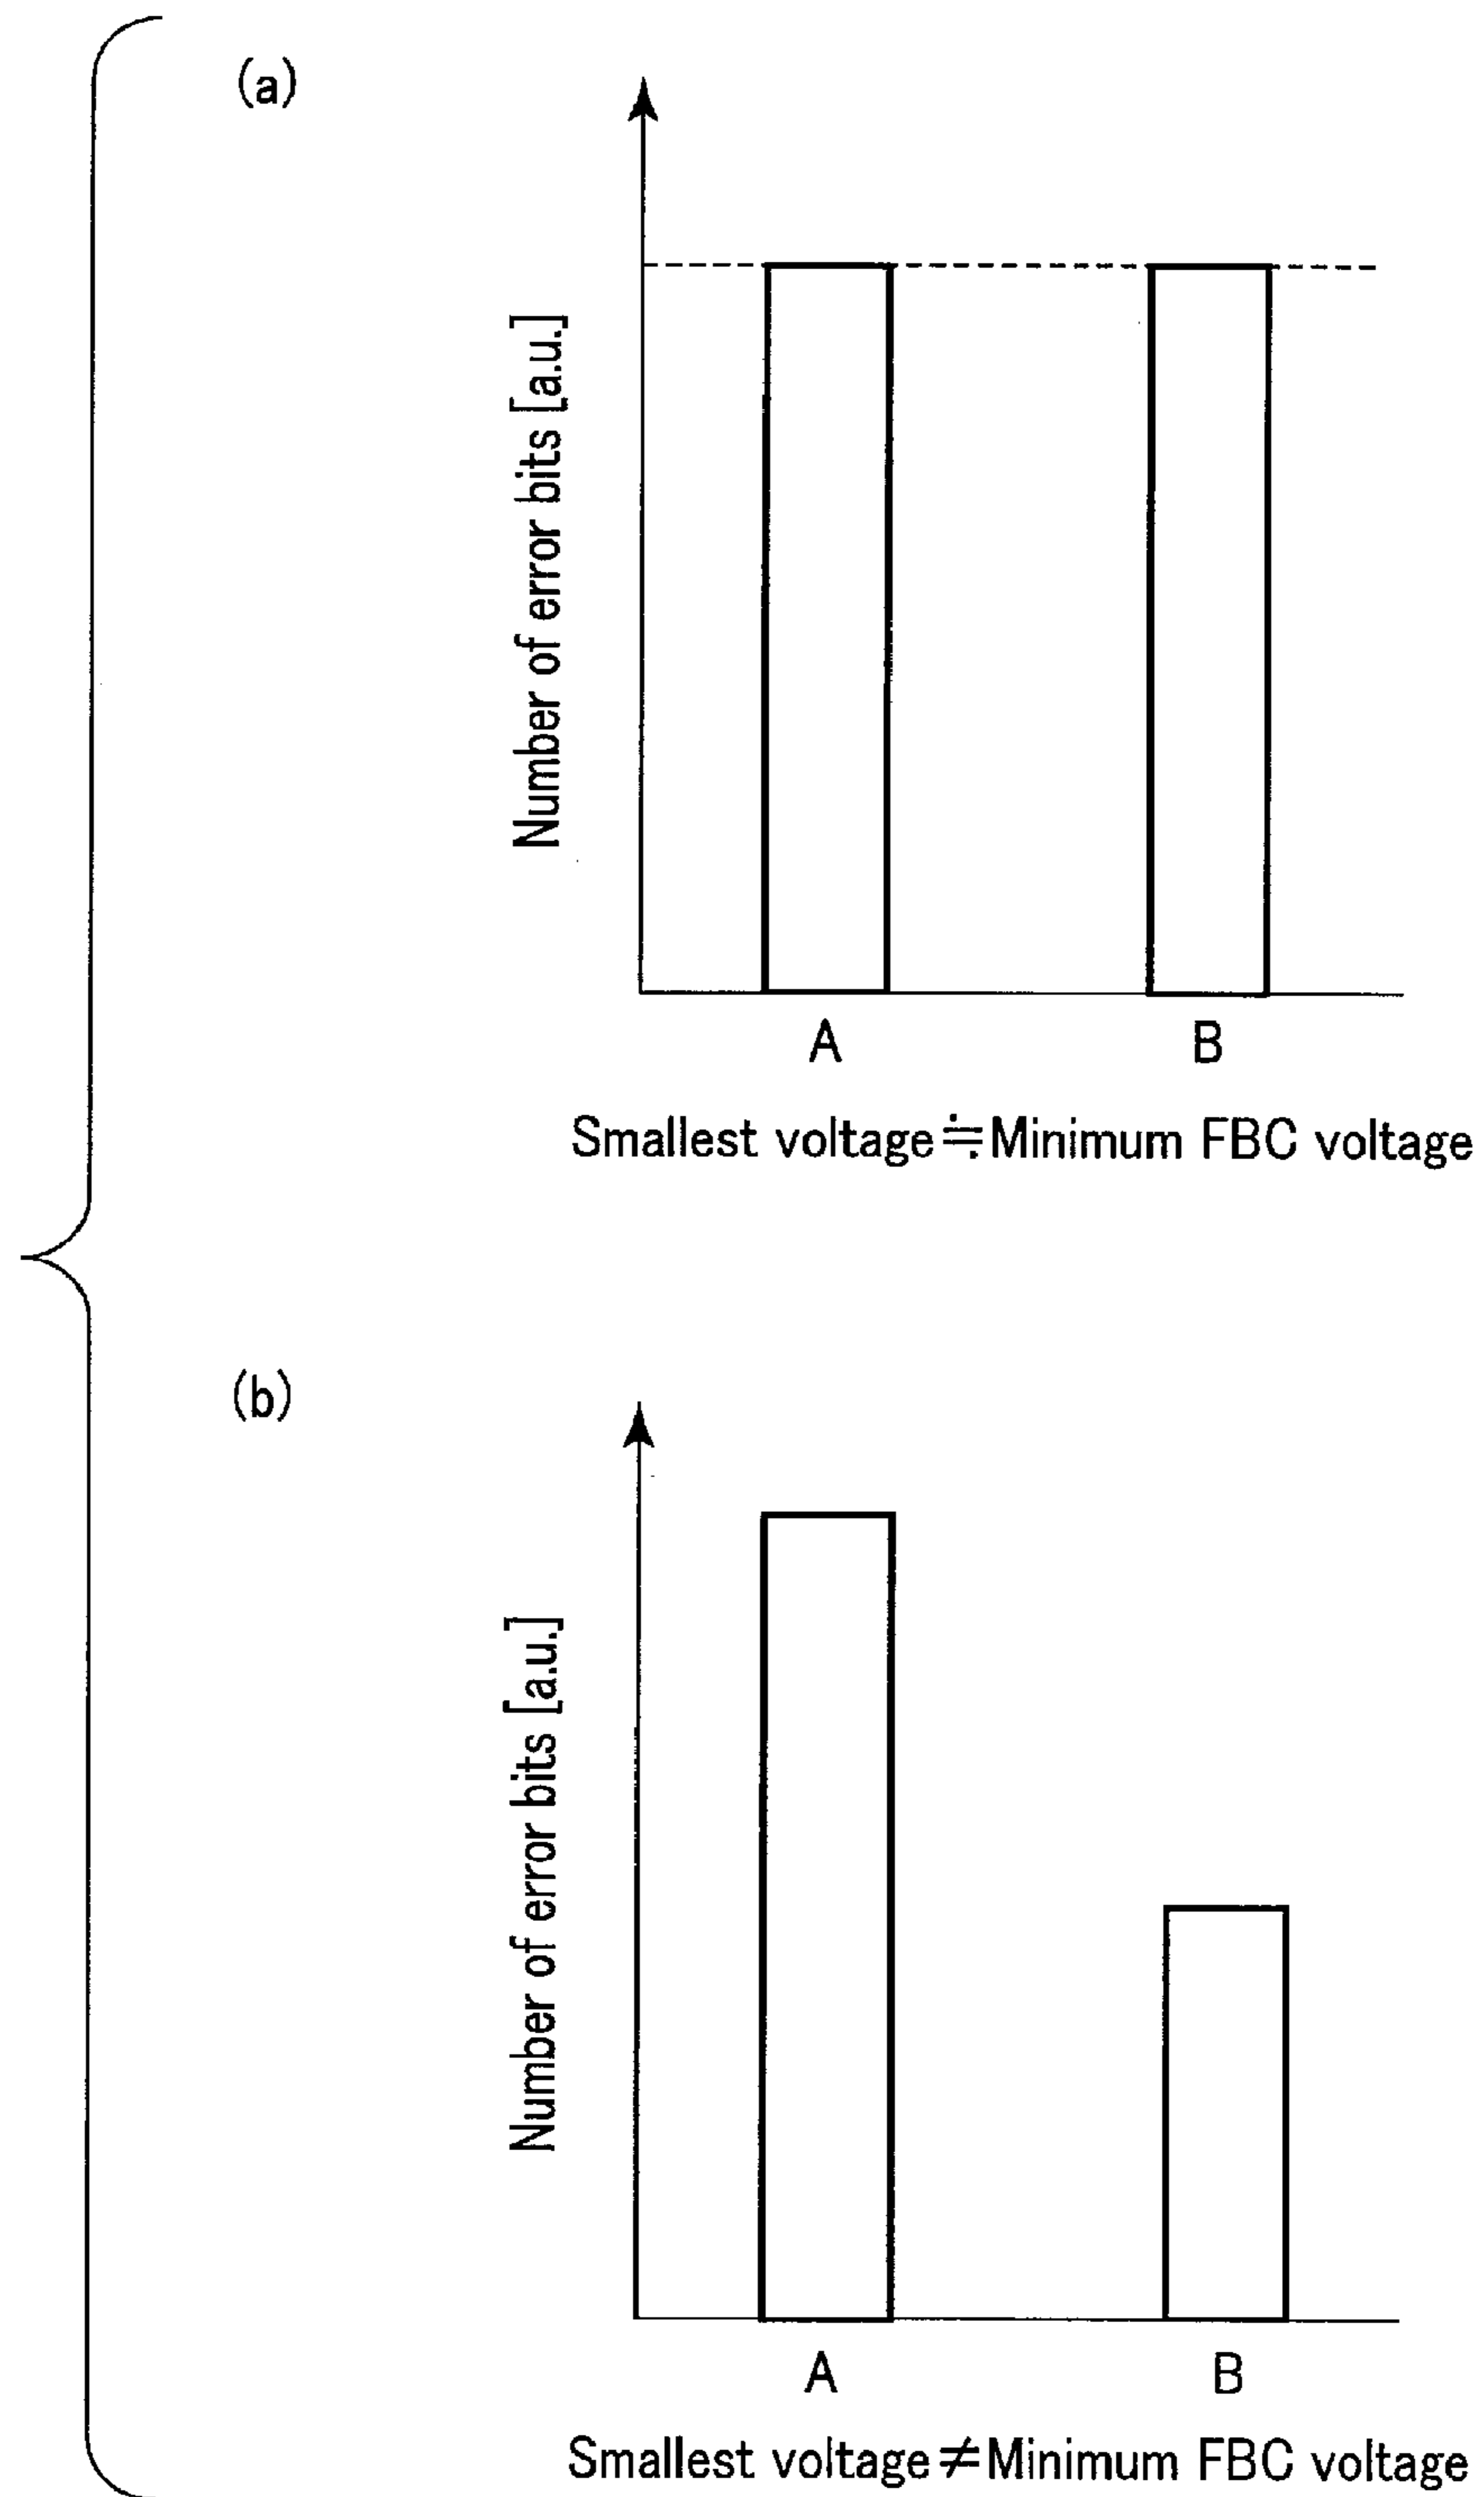 (a)
Number of error bits [a.u.]
A
B
Smallest voltage≒Minimum FBC voltage
(b)
Number of error bits [a.u.]
A
B
Smallest voltage≠Minimum FBC voltage